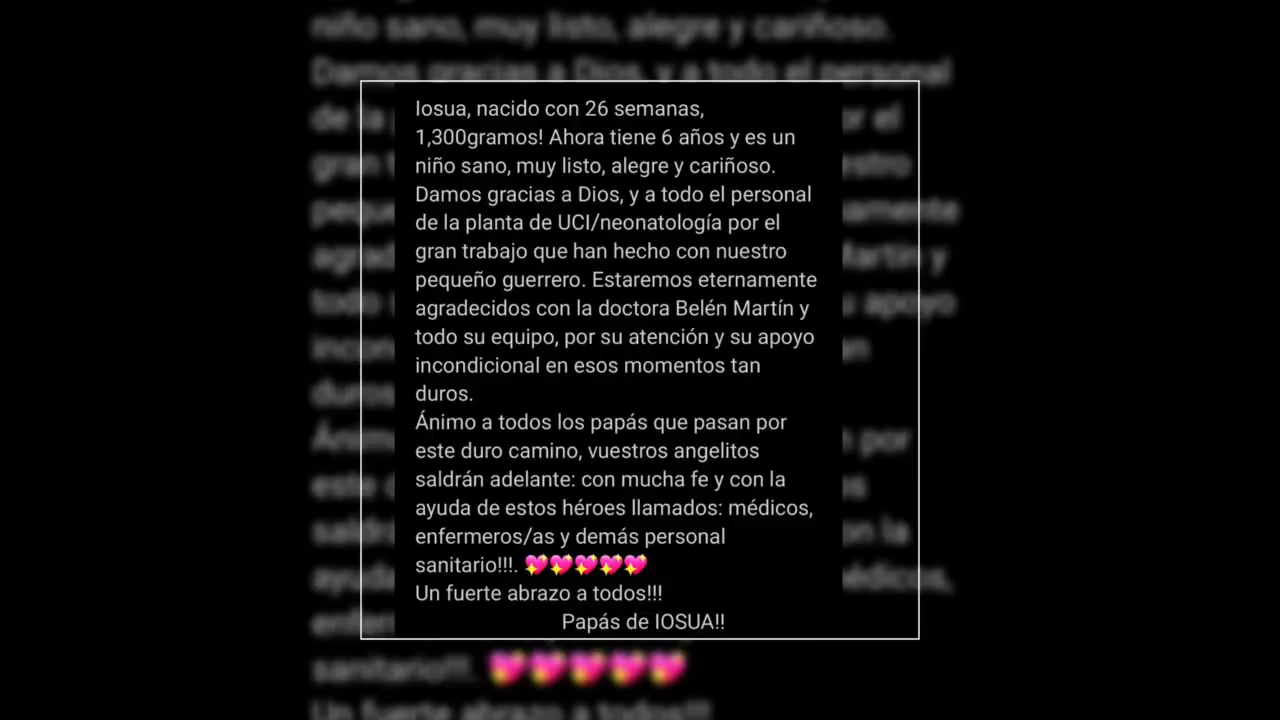 Iosua, nacido con 26 semanas,
1,300gramos! Ahora tiene 6 años y es un
niño sano, muy listo, alegre y cariñoso.
Damos gracias a Dios, y a todo el personal
de la planta de UCI/neonatología por el
gran trabajo que han hecho con nuestro
pequeño guerrero. Estaremos eternamente
agradecidos con la doctora Belén Martín y
todo su equipo, por su atención y su apoyo
incondicional en esos momentos tan
duros.
Ánimo a todos los papás que pasan por
este duro camino, vuestros angelitos
saldrán adelante: con mucha fe y con la
ayuda de estos héroes llamados: médicos,
enfermeros/as y demás personal
sanitario!!!. 💖💖💖💖💖
Un fuerte abrazo a todos!!!
Papás de IOSUA!!